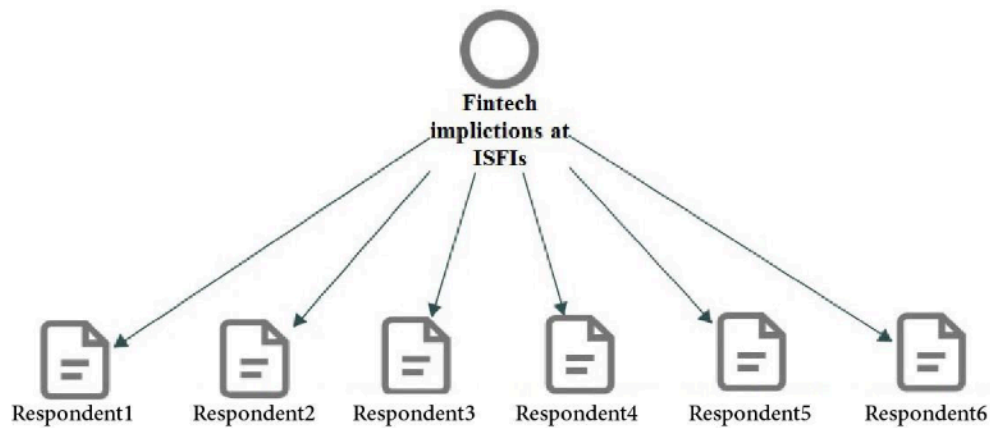 Fintech
implictions at
ISFIs
Respondent1 Respondent2 Respondent3 Respondent4 Respondent5 Respondent6